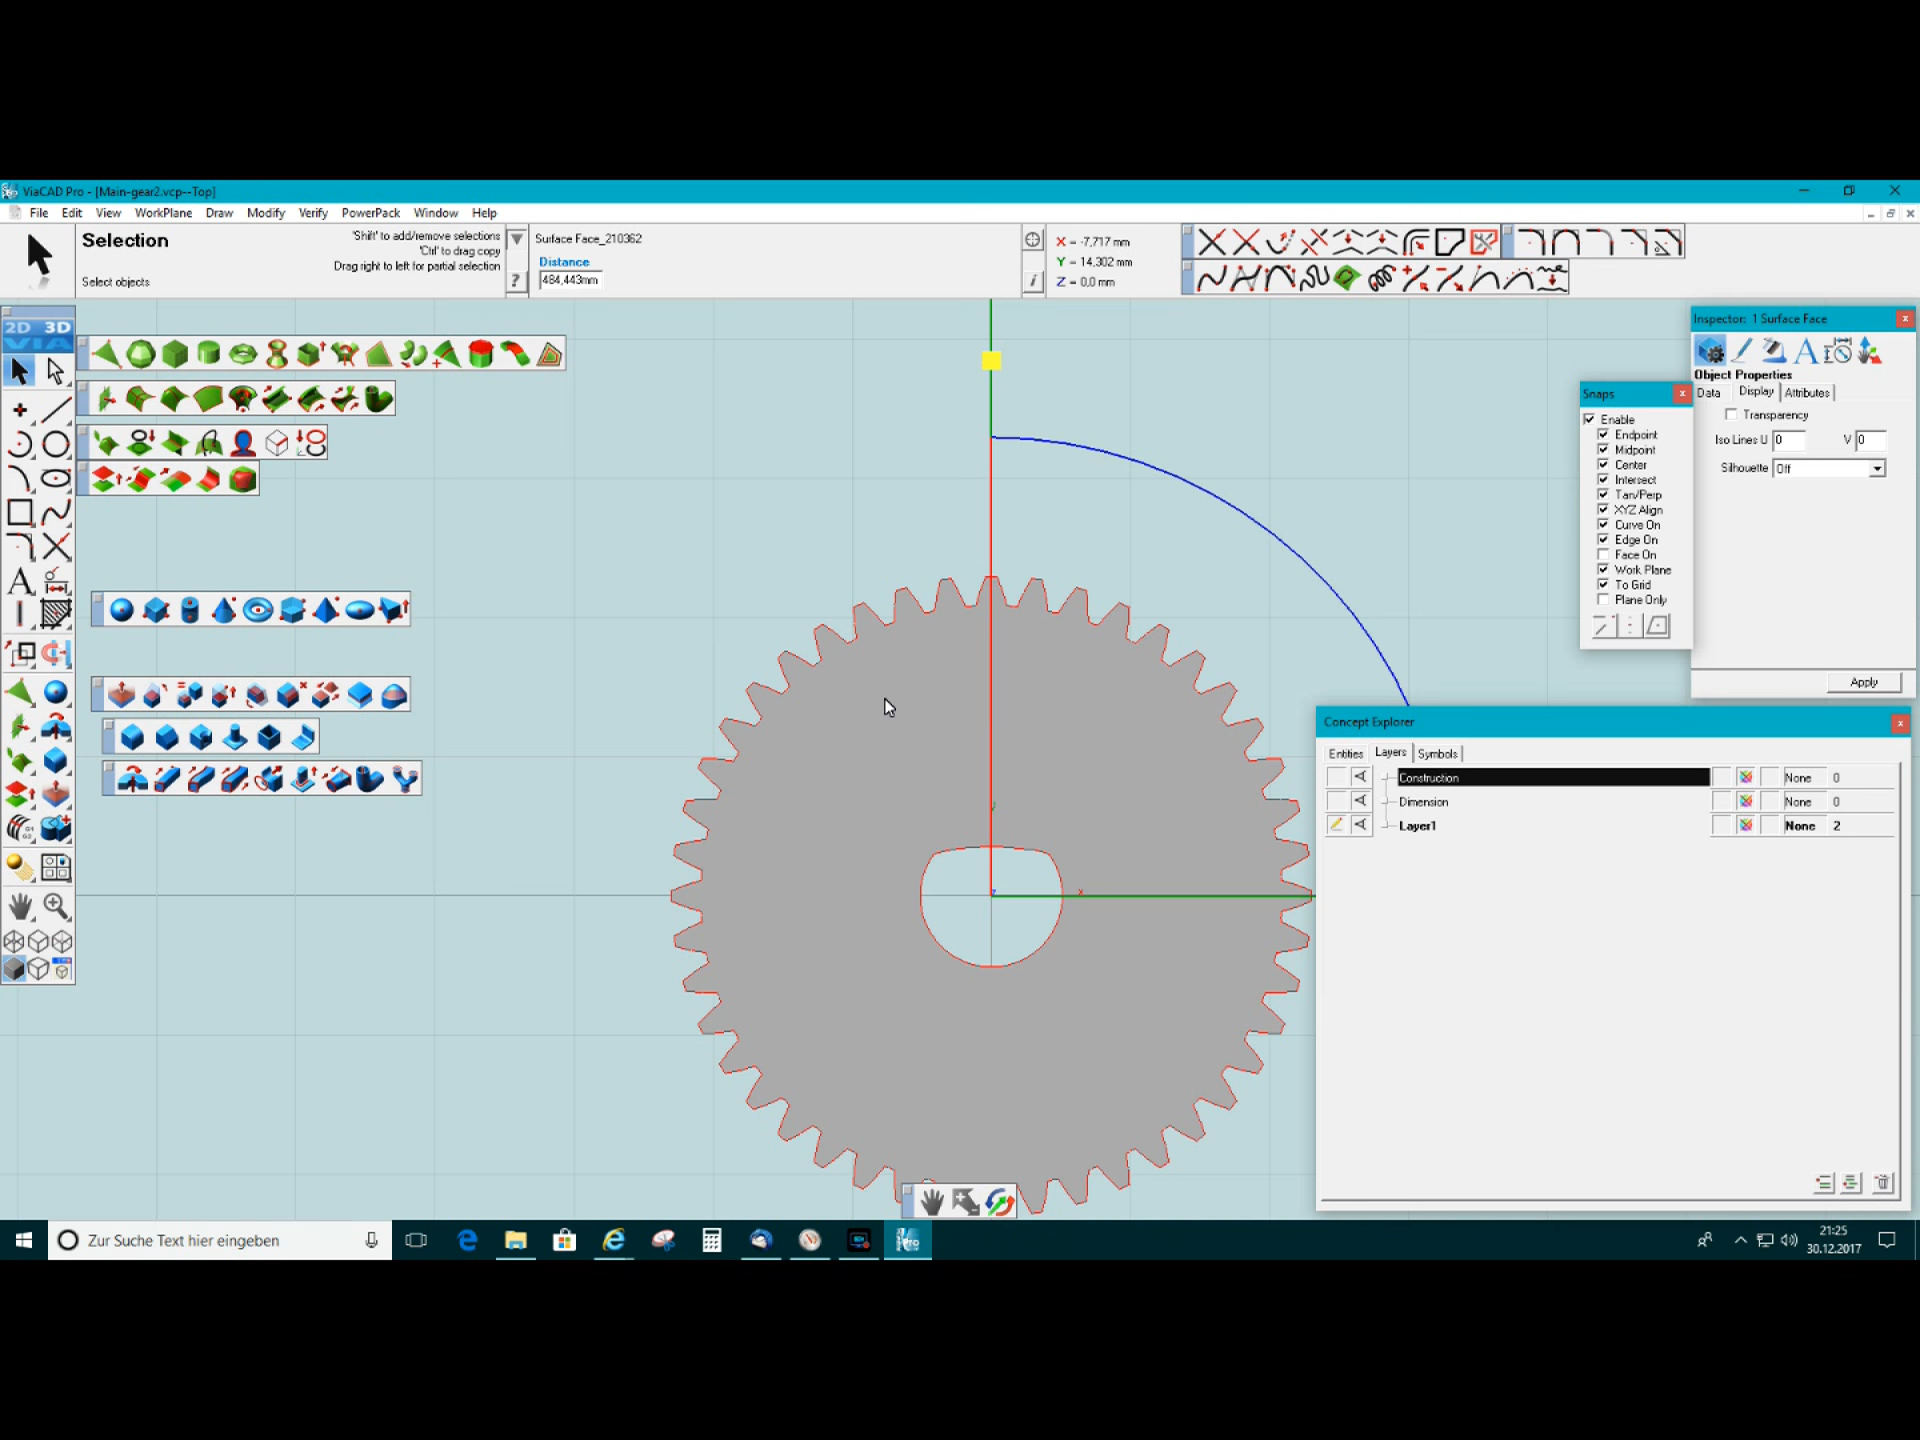 ViaCAD Pro - [Main-gear2.vcp--Top]
File Edit View WorkPlane Draw Modify Verify PowerPack Window Help
Selection
Select objects
'Shift' to add/remove selections
'Ctrl' to drag copy
Drag right to left for partial selection
?
Surface Face_210362
Distance
484,443mm
i
X = -7,717 mm
Y = 14,302 mm
Z = 0,0 mm
2D 3D
VIA
Snaps
Enable
Endpoint
Midpoint
Center
Intersect
Tan/Perp
XYZ Align
Curve On
Edge On
Face On
Work Plane
To Grid
Plane Only
Inspector: 1 Surface Face
Object Properties
Data Display Attributes
Transparency
Iso Lines U 0 V 0
Silhouette Off
Apply
x
Concept Explorer
Entities Layers Symbols
Construction None 0
Dimension None 0
Layer1 None 2
Zur Suche Text hier eingeben
21:25
30.12.2017